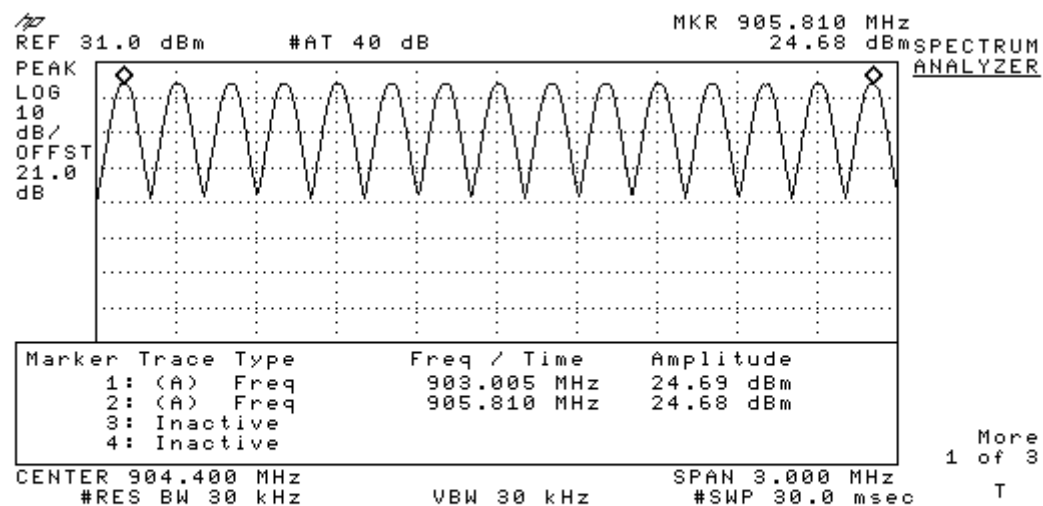 hp
MKR 905.810 MHz
REF 31.0 dBm #AT 40 dB 24.68 dBm
SPECTRUM
ANALYZER
PEAK
LOG
10
dB/
OFFST
21.0
dB
Marker Trace Type Freq / Time Amplitude
1: (A) Freq 903.005 MHz 24.69 dBm
2: (A) Freq 905.810 MHz 24.68 dBm
3: Inactive
4: Inactive
More
1 of 3
CENTER 904.400 MHz SPAN 3.000 MHz
#RES BW 30 kHz VBW 30 kHz #SWP 30.0 msec
T